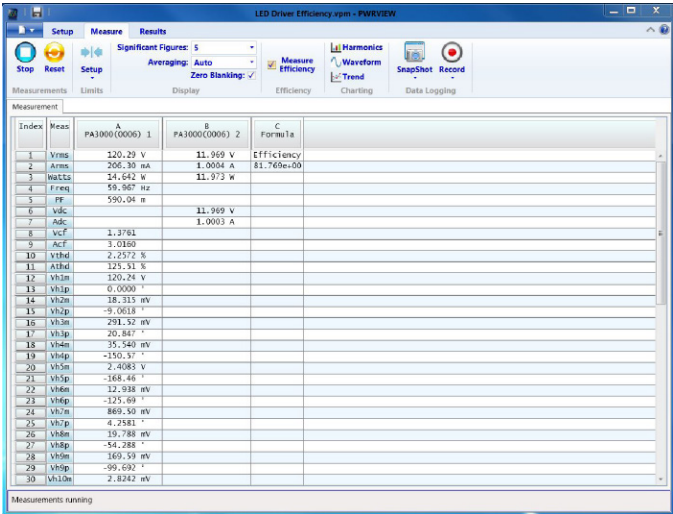 LED Driver Efficiency.vpm - PWRVIEW
Setup Measure Results
Stop Reset Setup Significant Figures: 5
Averaging: Auto
Zero Blanking: ✓
Measure Efficiency
Harmonics
Waveform
Trend
SnapShot Record
Measurements Limits Display Efficiency Charting Data Logging
Measurement
Index Meas A B C
PA3000(0006) 1 PA3000(0006) 2 Formula
1 Vrms 120.29 V 11.969 V Efficiency
2 Arms 206.30 mA 1.0004 A 81.769e+00
3 Watts 14.642 W 11.973 W
4 Freq 59.967 Hz
5 PF 590.04 m
6 Vdc 11.969 V
7 Adc 1.0003 A
8 Vcf 1.3761
9 Acf 3.0160
10 Vthd 2.2572 %
11 Athd 125.51 %
12 Vh1m 120.24 V
13 Vh1p 0.0000 °
14 Vh2m 18.315 mV
15 Vh2p -9.0618 °
16 Vh3m 291.52 mV
17 Vh3p 20.847 °
18 Vh4m 35.540 mV
19 Vh4p -150.57 °
20 Vh5m 2.4083 V
21 Vh5p -168.46 °
22 Vh6m 12.938 mV
23 Vh6p -125.69 °
24 Vh7m 869.50 mV
25 Vh7p 4.2581 °
26 Vh8m 19.788 mV
27 Vh8p -54.288 °
28 Vh9m 169.59 mV
29 Vh9p -99.692 °
30 Vh10m 2.8242 mV
Measurements running